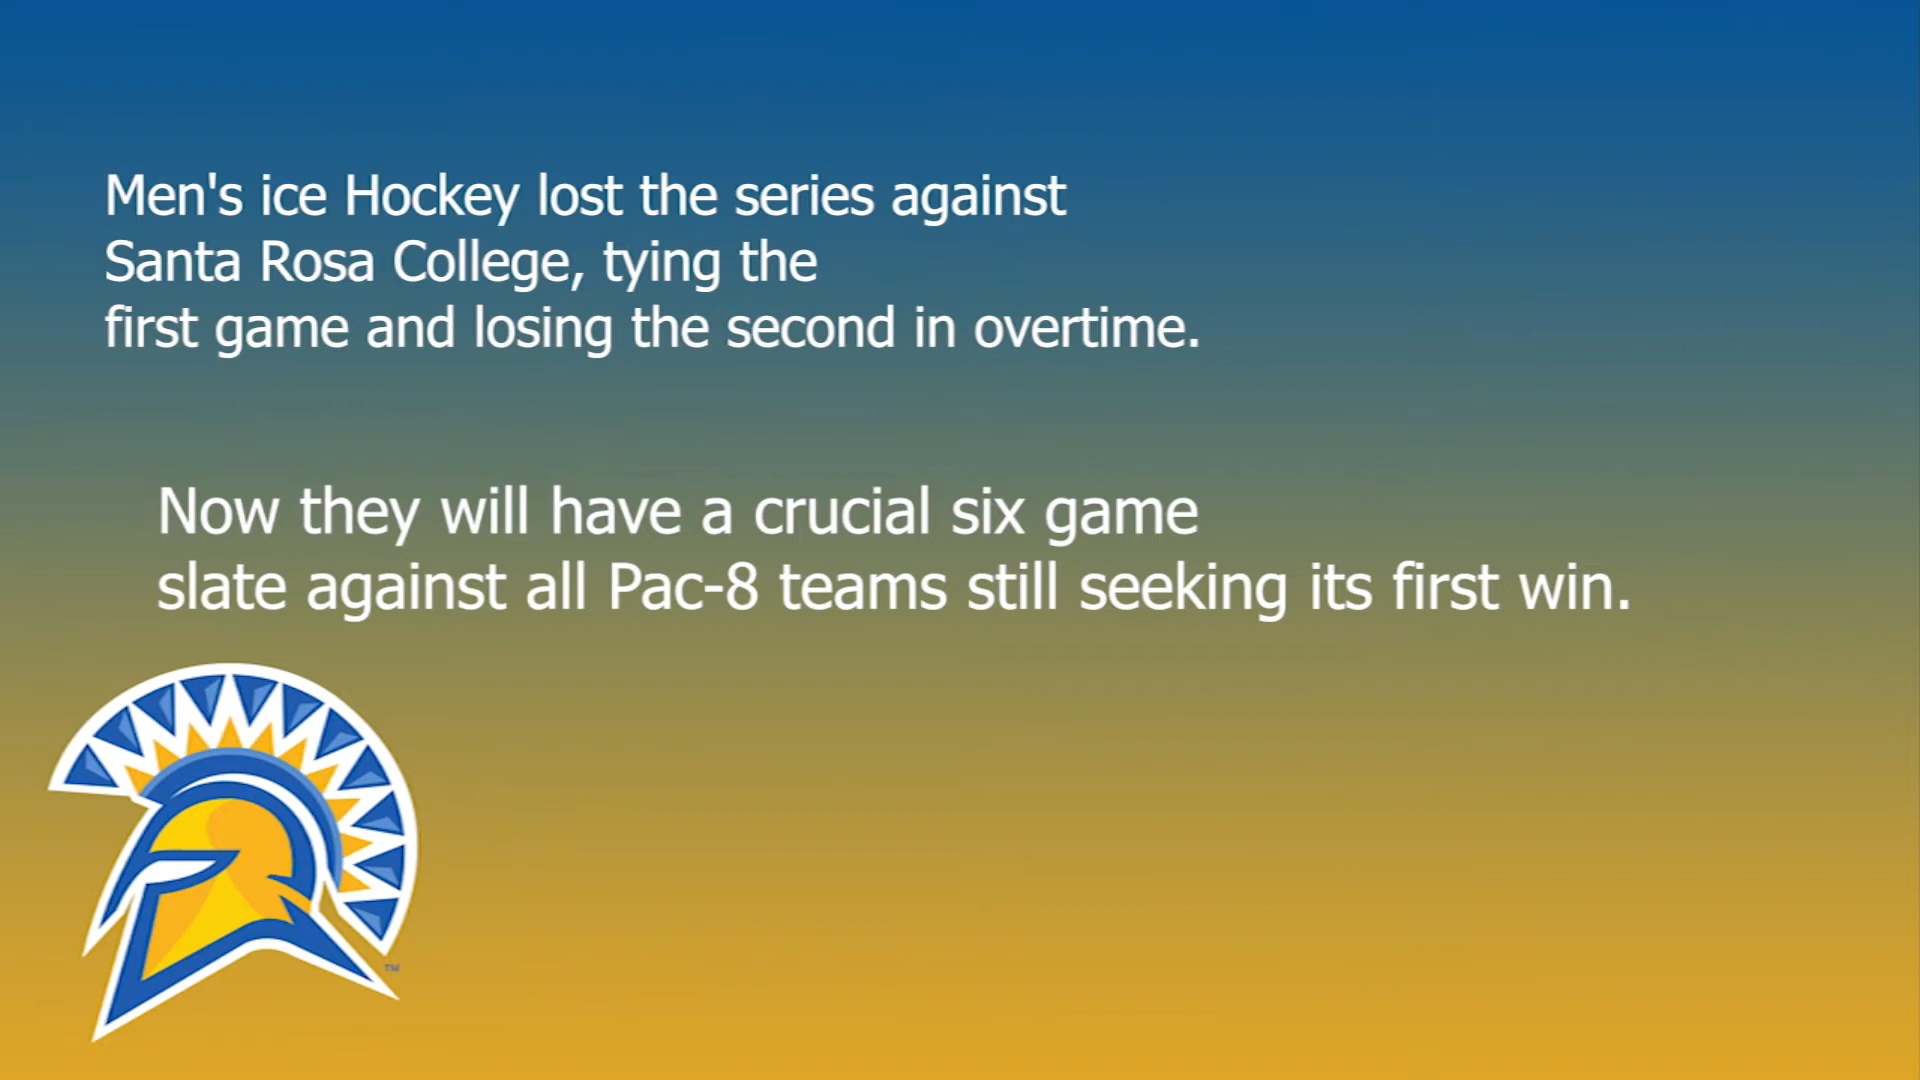 Men's ice Hockey lost the series against
Santa Rosa College, tying the
first game and losing the second in overtime.
Now they will have a crucial six game
slate against all Pac-8 teams still seeking its first win.
TM